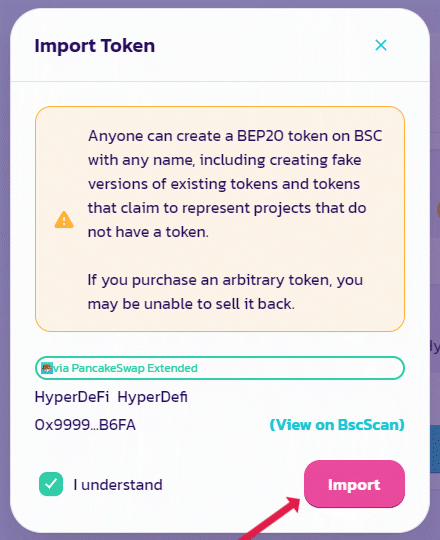 Import Token
Anyone can create a BEP20 token on BSC
with any name, including creating fake
versions of existing tokens and tokens
that claim to represent projects that do
not have a token.
If you purchase an arbitrary token, you
may be unable to sell it back.
via PancakeSwap Extended
HyperDeFi HyperDefi
0x9999...B6FA (View on BscScan)
I understand Import